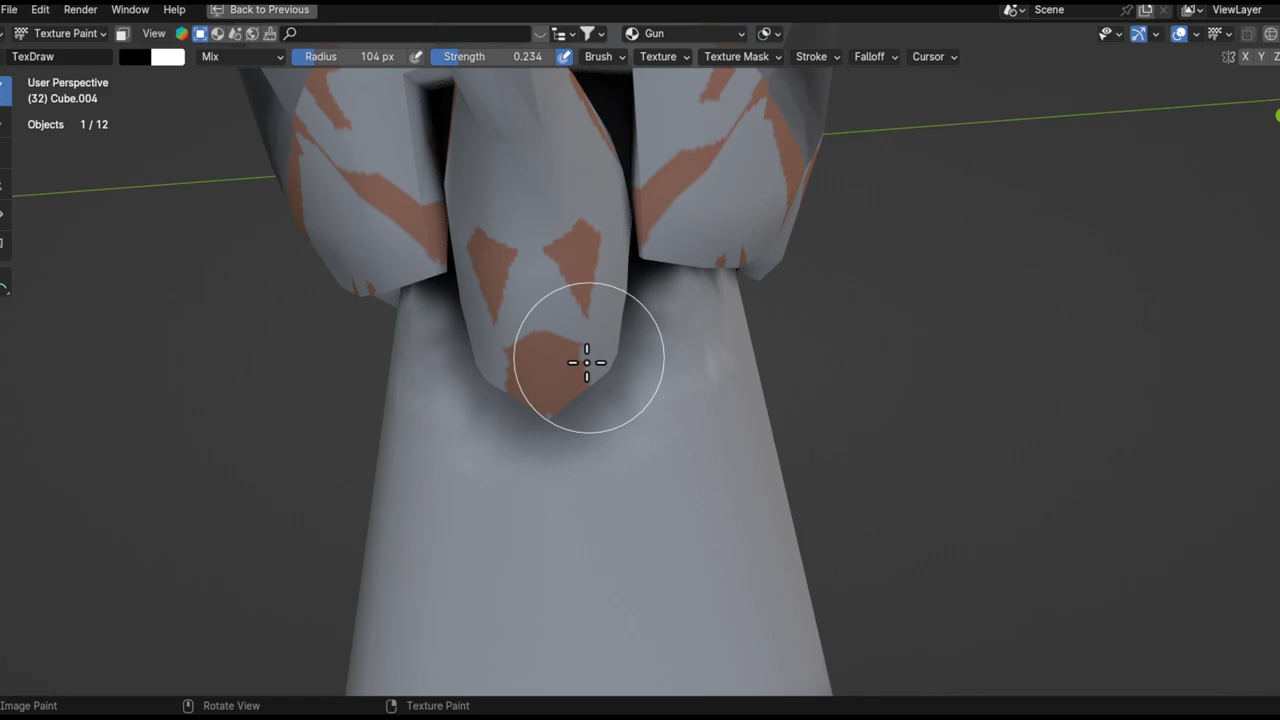 File Edit Render Window Help Back to Previous Scene ViewLayer
Texture Paint View Gun
TexDraw Mix Radius 104 px Strength 0.234 Brush Texture Texture Mask Stroke Falloff Cursor X Y Z
User Perspective
(32) Cube.004
Objects 1 / 12
Image Paint Rotate View Texture Paint